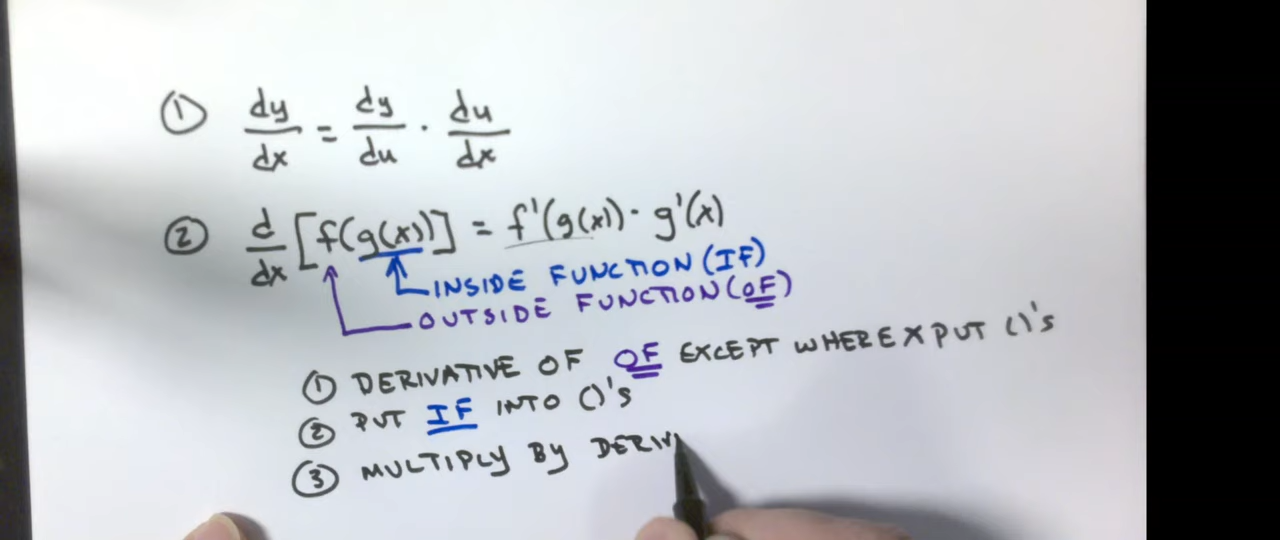 ① dy/dx = dy/du · du/dx
② d/dx [f(g(x))] = f'(g(x)) · g'(x)
INSIDE FUNCTION (IF)
OUTSIDE FUNCTION (OF)
① DERIVATIVE OF OF EXCEPT WHERE X PUT ( )'s
② PUT IF INTO ( )'s
③ MULTIPLY BY DERIV